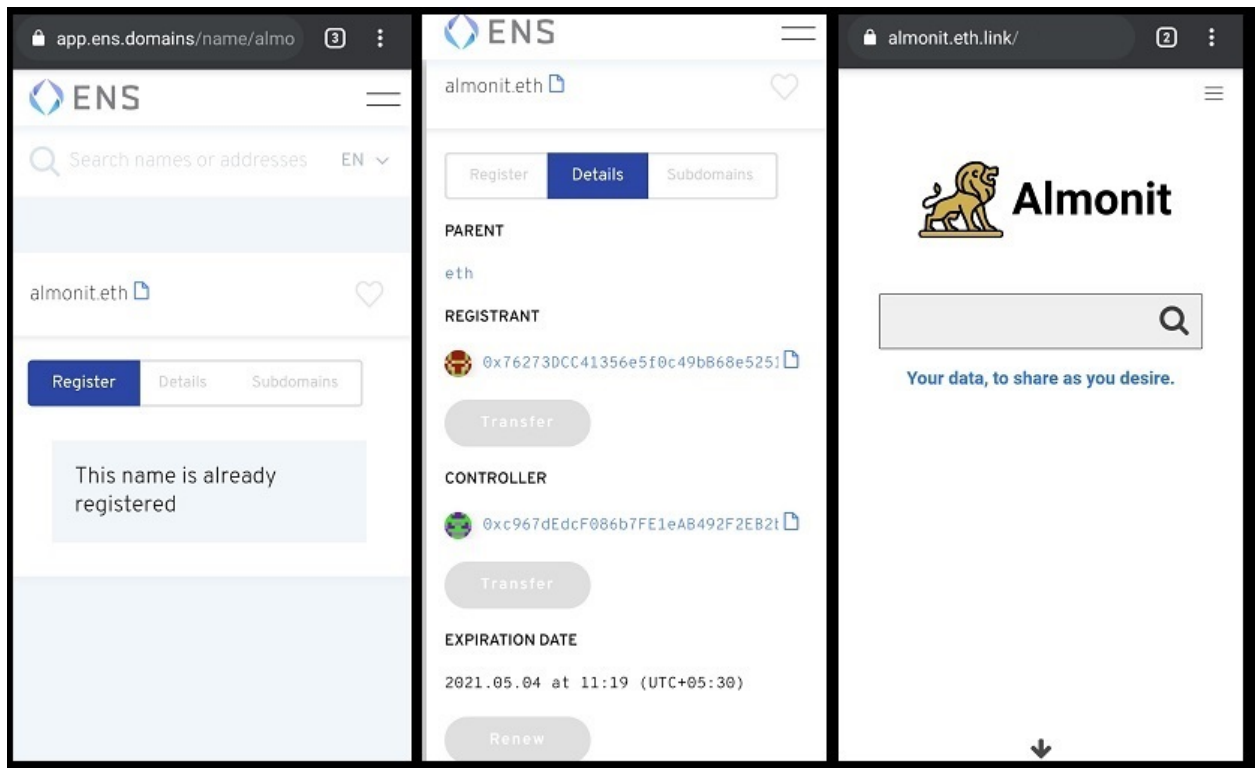 app.ens.domains/name/almo
3
ENS
Search names or addresses EN
almonit.eth
Register Details Subdomains
This name is already
registered
ENS
almonit.eth
Register Details Subdomains
PARENT
eth
REGISTRANT
0x76273DCC41356e5f0c49bB68e5251
Transfer
CONTROLLER
0xc967dEdcF086b7FE1eAB492F2EB2
Transfer
EXPIRATION DATE
2021.05.04 at 11:19 (UTC+05:30)
Renew
almonit.eth.link/
2
Almonit
Your data, to share as you desire.